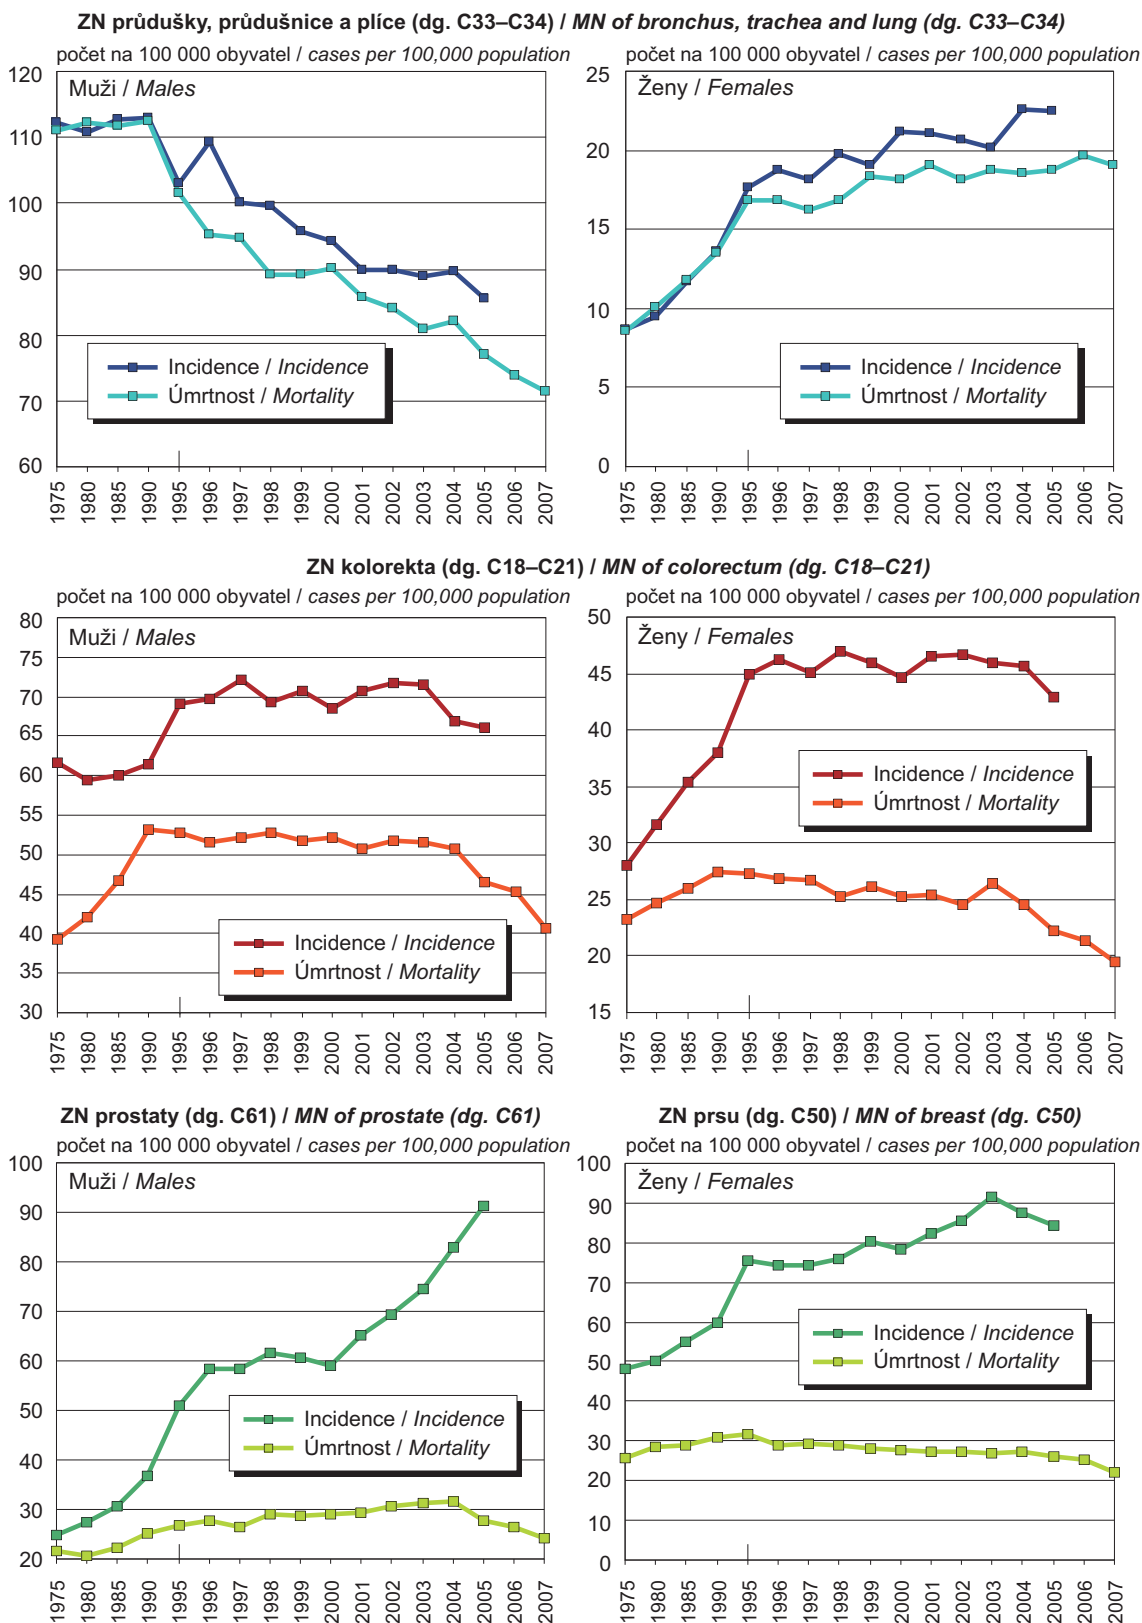 ZN průdušky, průdušnice a plíce (dg. C33–C34) / MN of bronchus, trachea and lung (dg. C33–C34)
počet na 100 000 obyvatel / cases per 100,000 population
Muži / Males
120
110
100
90
80
70
60
Incidence / Incidence
Úmrtnost / Mortality
1975 1980 1985 1990 1995 1996 1997 1998 1999 2000 2001 2002 2003 2004 2005 2006 2007
počet na 100 000 obyvatel / cases per 100,000 population
Ženy / Females
25
20
15
10
5
0
Incidence / Incidence
Úmrtnost / Mortality
1975 1980 1985 1990 1995 1996 1997 1998 1999 2000 2001 2002 2003 2004 2005 2006 2007
ZN kolorekta (dg. C18–C21) / MN of colorectum (dg. C18–C21)
počet na 100 000 obyvatel / cases per 100,000 population
Muži / Males
80
75
70
65
60
55
50
45
40
35
30
Incidence / Incidence
Úmrtnost / Mortality
1975 1980 1985 1990 1995 1996 1997 1998 1999 2000 2001 2002 2003 2004 2005 2006 2007
počet na 100 000 obyvatel / cases per 100,000 population
Ženy / Females
50
45
40
35
30
25
20
15
Incidence / Incidence
Úmrtnost / Mortality
1975 1980 1985 1990 1995 1996 1997 1998 1999 2000 2001 2002 2003 2004 2005 2006 2007
ZN prostaty (dg. C61) / MN of prostate (dg. C61)
počet na 100 000 obyvatel / cases per 100,000 population
Muži / Males
100
90
80
70
60
50
40
30
20
Incidence / Incidence
Úmrtnost / Mortality
1975 1980 1985 1990 1995 1996 1997 1998 1999 2000 2001 2002 2003 2004 2005 2006 2007
ZN prsu (dg. C50) / MN of breast (dg. C50)
počet na 100 000 obyvatel / cases per 100,000 population
Ženy / Females
100
90
80
70
60
50
40
30
20
10
0
Incidence / Incidence
Úmrtnost / Mortality
1975 1980 1985 1990 1995 1996 1997 1998 1999 2000 2001 2002 2003 2004 2005 2006 2007